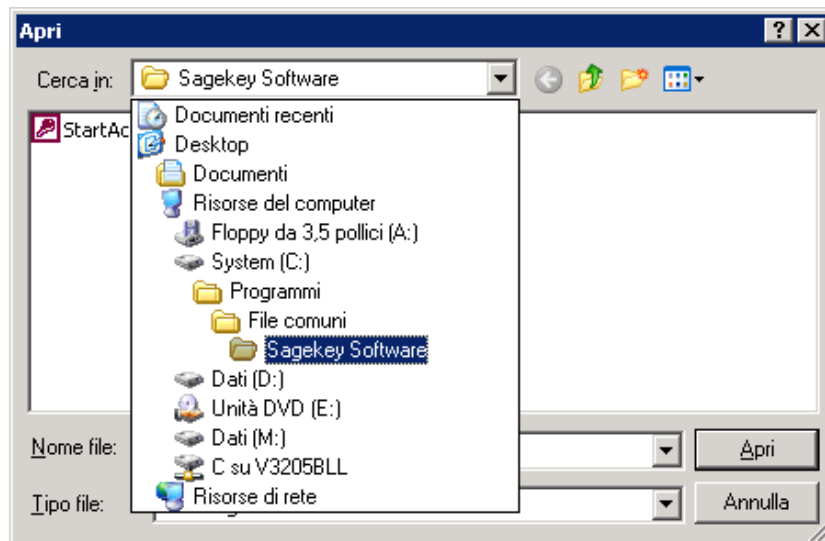 Apri
Cerca in: Sagekey Software
StartAc
Documenti recenti
Desktop
Documenti
Risorse del computer
Floppy da 3,5 pollici (A:)
System (C:)
Programmi
File comuni
Sagekey Software
Dati (D:)
Unità DVD (E:)
Dati (M:)
C su V3205BLL
Risorse di rete
Nome file:
Apri
Tipo file:
Annulla